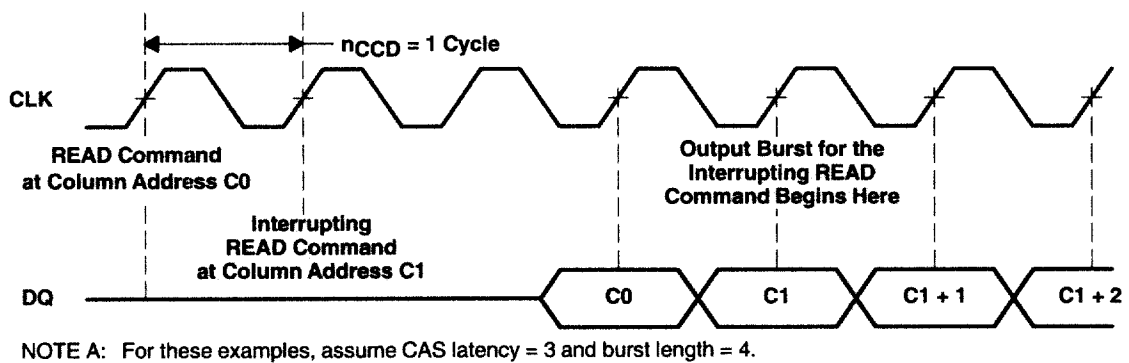 nCCD = 1 Cycle
CLK
READ Command
at Column Address C0
Output Burst for the
Interrupting READ
Command Begins Here
Interrupting
READ Command
at Column Address C1
DQ
C0
C1
C1 + 1
C1 + 2
NOTE A: For these examples, assume CAS latency = 3 and burst length = 4.